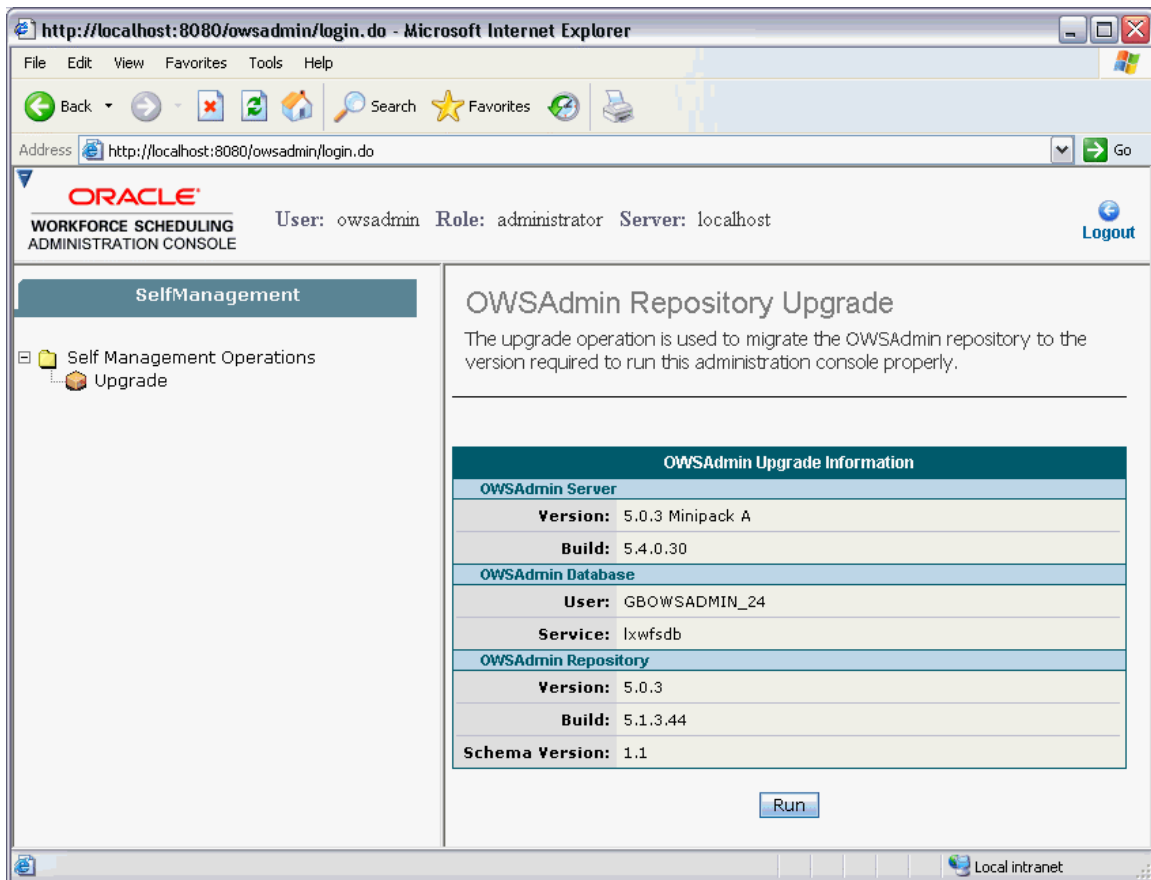 http://localhost:8080/owsadmin/login.do - Microsoft Internet Explorer
File Edit View Favorites Tools Help
Back Search Favorites
Address http://localhost:8080/owsadmin/login.do Go
ORACLE
WORKFORCE SCHEDULING
ADMINISTRATION CONSOLE
User: owsadmin Role: administrator Server: localhost
Logout
SelfManagement
Self Management Operations
Upgrade
OWSAdmin Repository Upgrade
The upgrade operation is used to migrate the OWSAdmin repository to the
version required to run this administration console properly.
OWSAdmin Upgrade Information
OWSAdmin Server
Version: 5.0.3 Minipack A
Build: 5.4.0.30
OWSAdmin Database
User: GBOWSADMIN_24
Service: lxwfsdb
OWSAdmin Repository
Version: 5.0.3
Build: 5.1.3.44
Schema Version: 1.1
Run
Local intranet